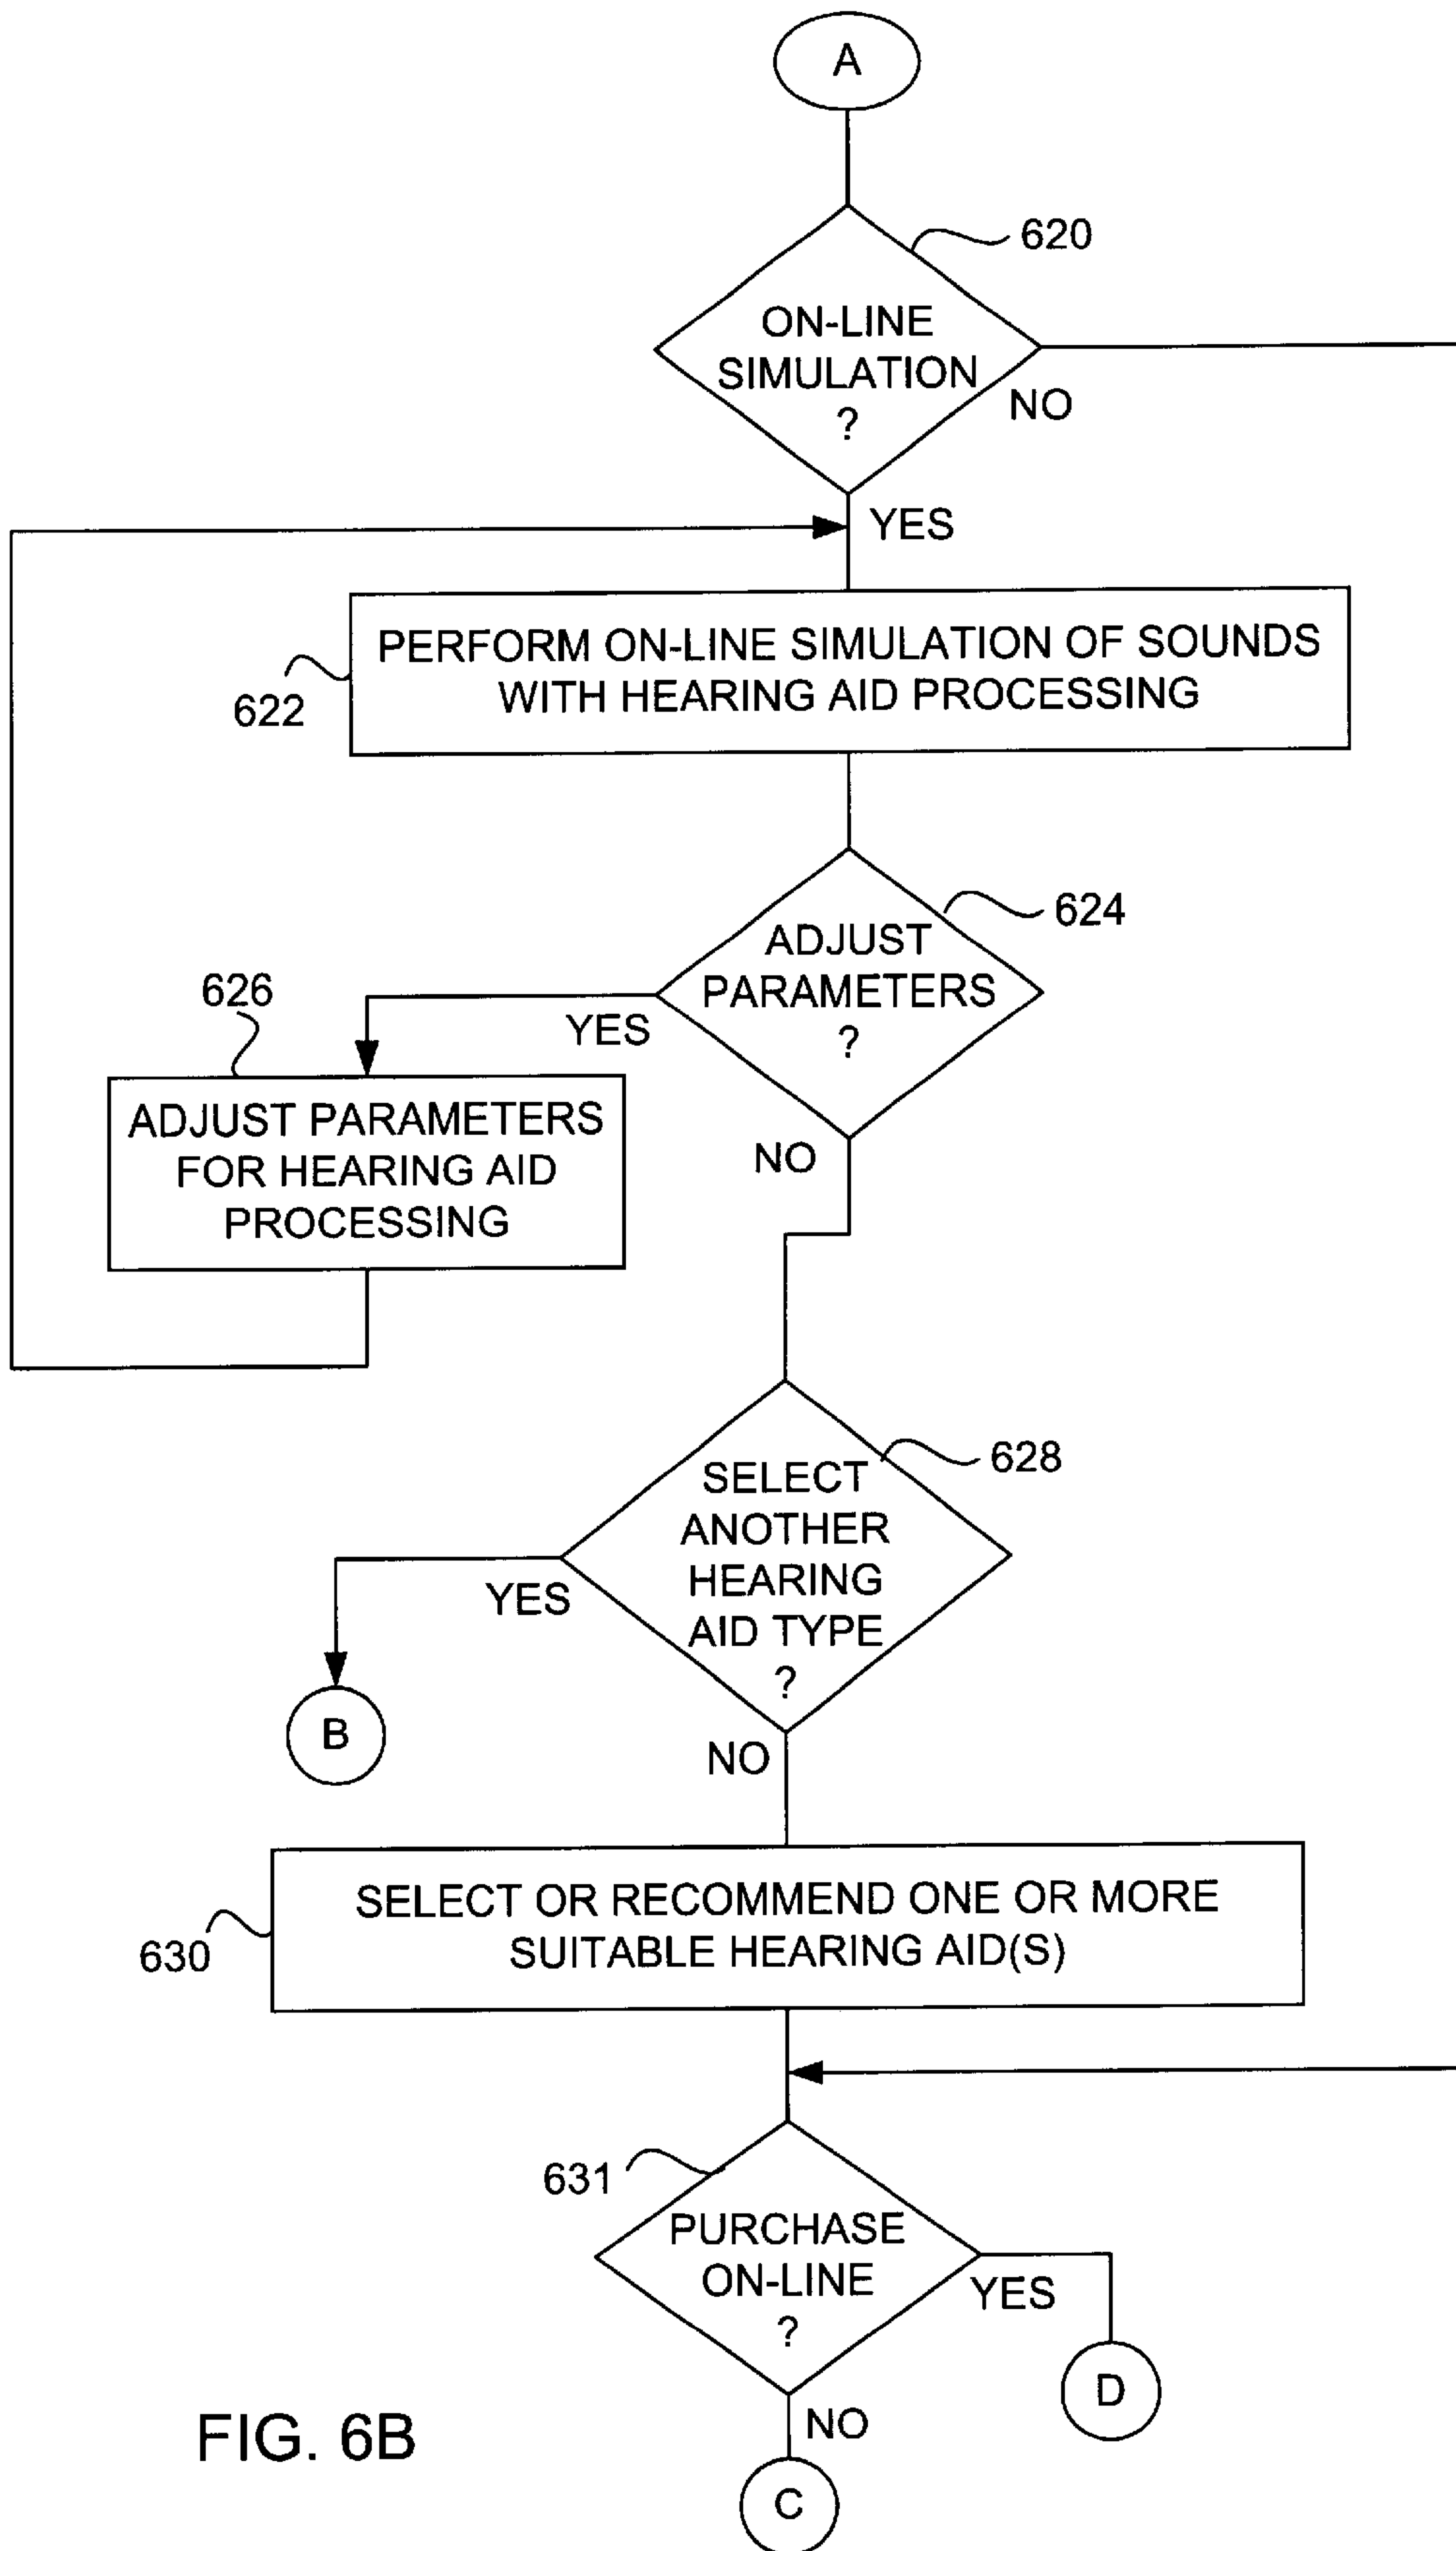 A
620
ON-LINE
SIMULATION
?
NO
YES
PERFORM ON-LINE SIMULATION OF SOUNDS
WITH HEARING AID PROCESSING
622
624
ADJUST
PARAMETERS
?
YES
626
NO
ADJUST PARAMETERS
FOR HEARING AID
PROCESSING
628
SELECT
ANOTHER
HEARING
AID TYPE
?
YES
B
NO
SELECT OR RECOMMEND ONE OR MORE
SUITABLE HEARING AID(S)
630
631
PURCHASE
ON-LINE
?
YES
D
NO
C
FIG. 6B